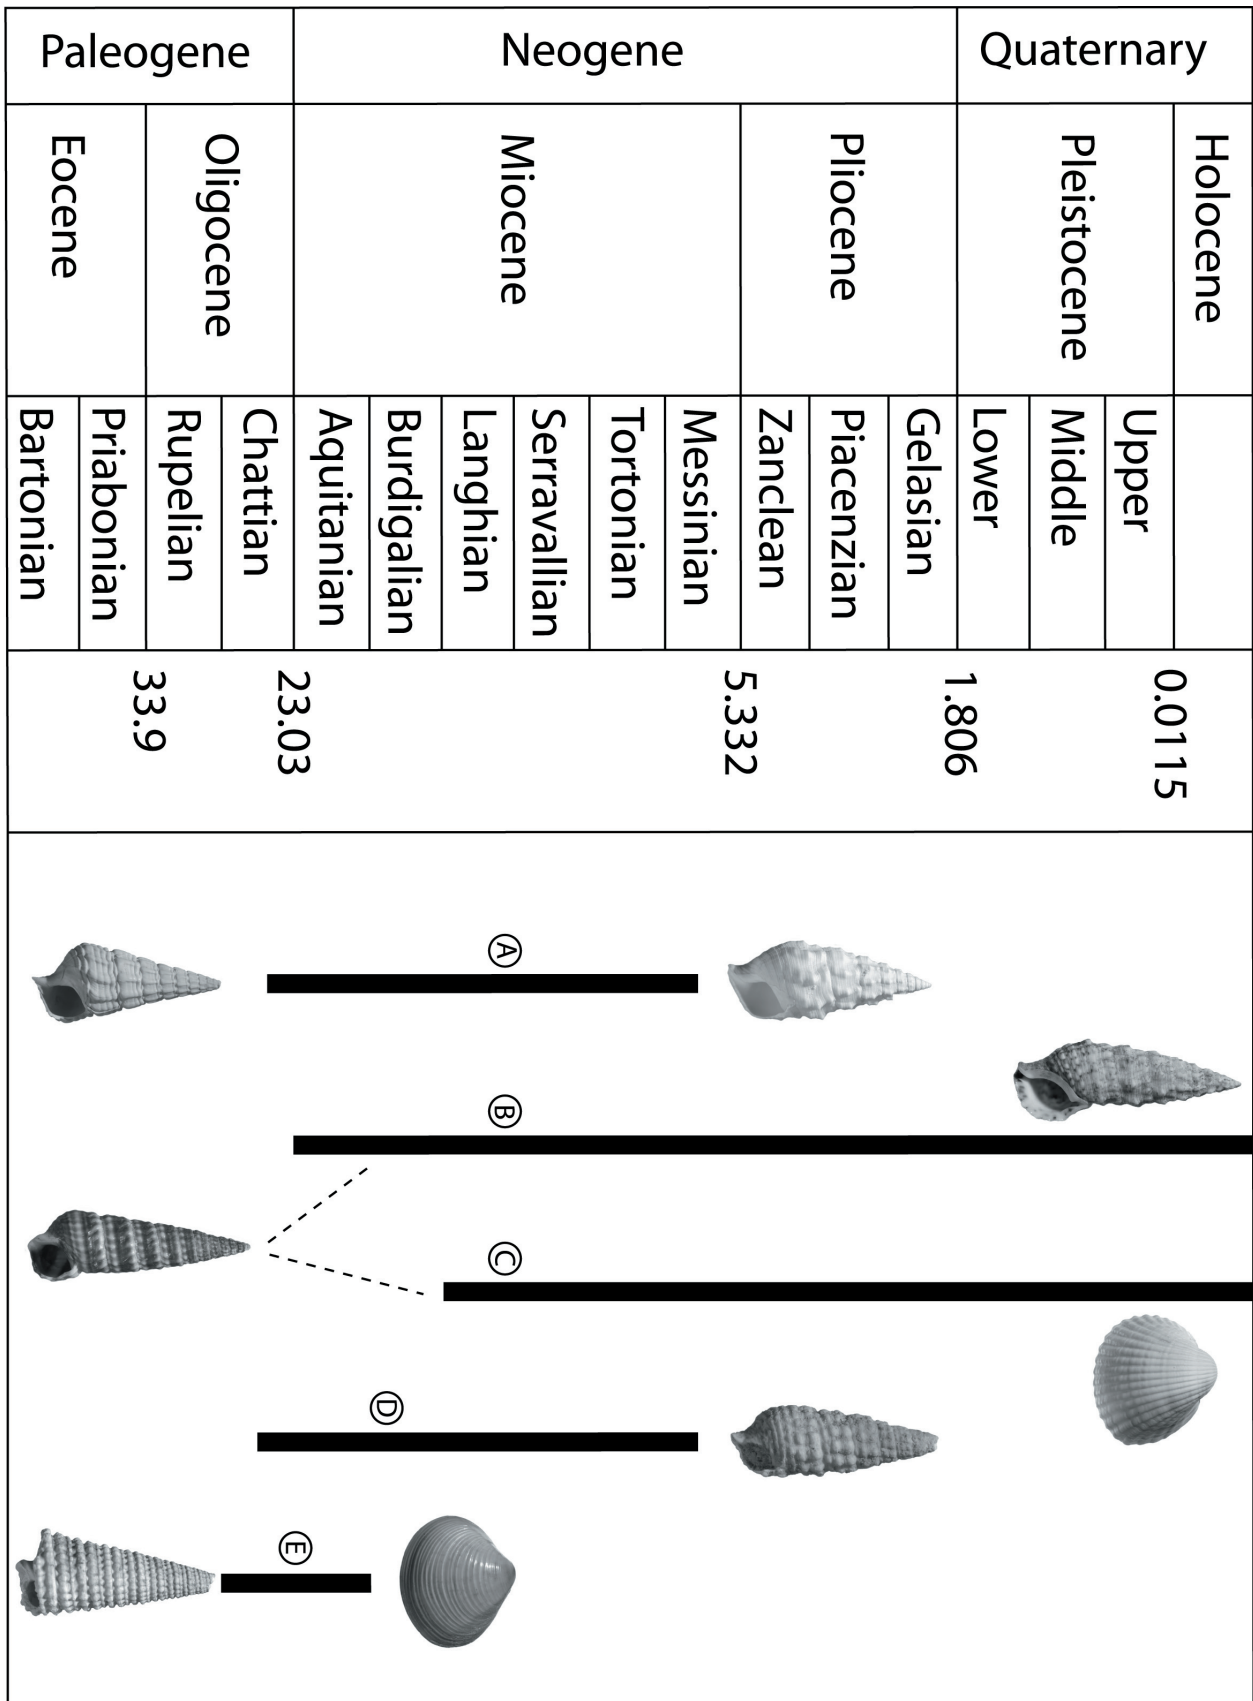 Paleogene
Neogene
Quaternary
Eocene
Oligocene
Miocene
Pliocene
Pleistocene
Holocene
Bartonian
Priabonian
Rupelian
Chattian
Aquitanian
Burdigalian
Langhian
Serravallian
Tortonian
Messinian
Zanclean
Piacenzian
Gelasian
Lower
Middle
Upper
33.9
23.03
5.332
1.806
0.0115
A
B
C
D
E